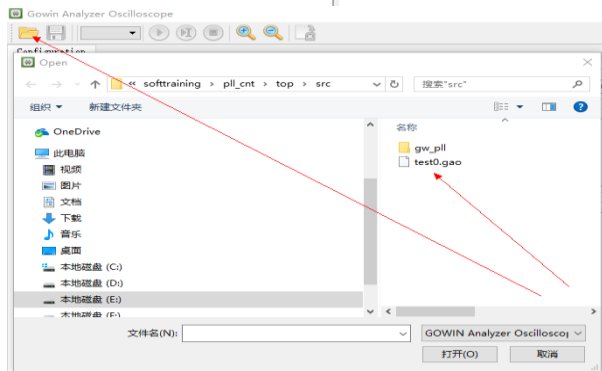 Gowin Analyzer Oscilloscope
Open
« softtraining › pll_cnt › top › src
搜索"src"
组织
新建文件夹
OneDrive
此电脑
视频
图片
文档
下载
音乐
桌面
本地磁盘 (C:)
本地磁盘 (D:)
本地磁盘 (E:)
名称
gw_pll
test0.gao
文件名(N):
GOWIN Analyzer Oscillosco
打开(O)
取消